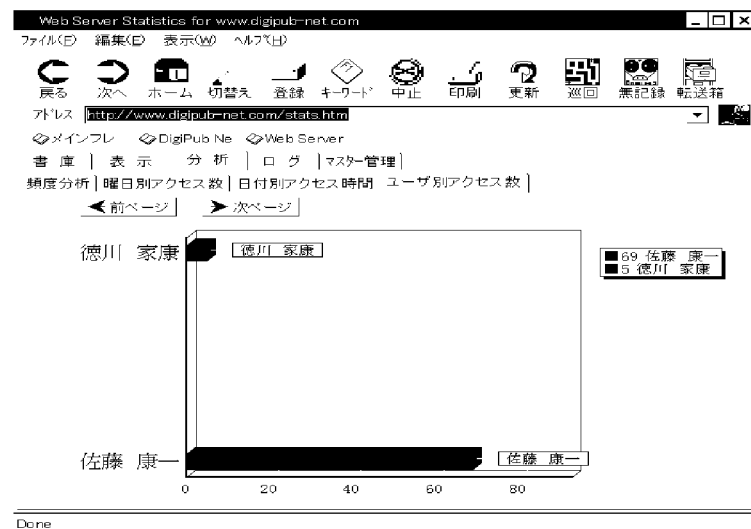 Web Server Statistics for www.digipub-net.com
ファイル(F) 編集(E) 表示(W) ヘルプ(H)
戻る 次へ ホーム 切替え 登録 キーワード 中止 印刷 更新 巡回 無記録 転送箱
アドレス http://www.digipub-net.com/stats.htm
メインフレ DigiPub Ne Web Server
書 庫 | 表 示 分 析 | ロ グ | マスター管理 |
頻度分析 | 曜日別アクセス数 | 日付別アクセス時間 ユーザ別アクセス数 |
前ページ 次ページ
徳川 家康 徳川 家康
69 佐藤 康一
5 徳川 家康
佐藤 康一 佐藤 康一
0 20 40 60 80
Done